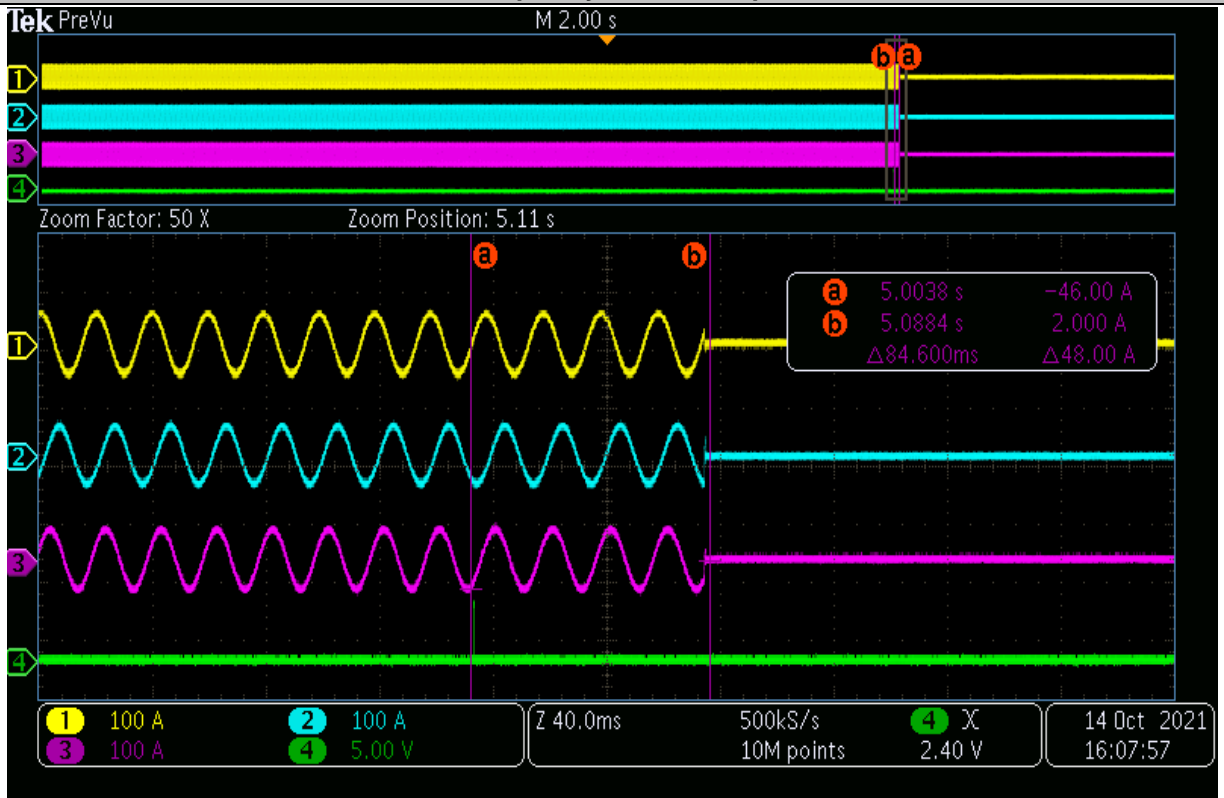 Tek PreVu M 2.00 s
b a
1
2
3
4
Zoom Factor: 50 X Zoom Position: 5.11 s
a b
a 5.0038 s −46.00 A
b 5.0884 s 2.000 A
Δ84.600ms Δ48.00 A
1
2
3
4
1 100 A 2 100 A Z 40.0ms 500kS/s 4 14 Oct 2021
3 100 A 4 5.00 V 10M points 2.40 V 16:07:57